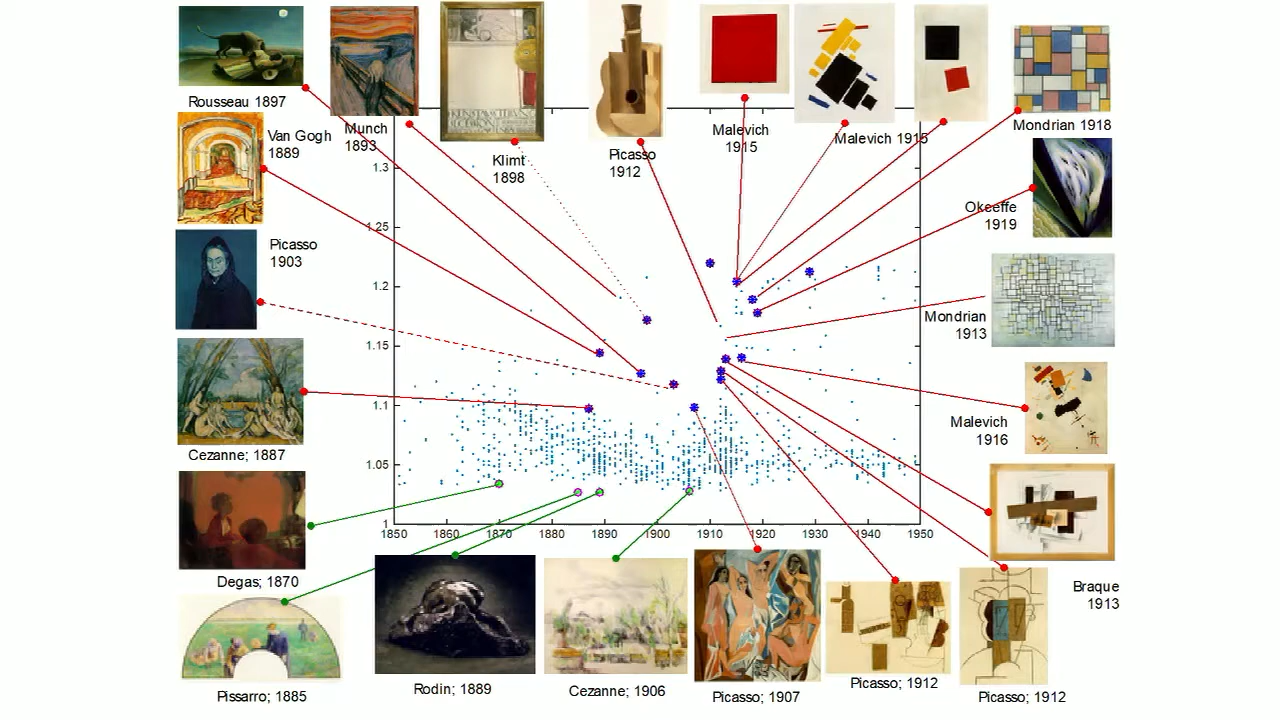 Rousseau 1897
Munch
1893
Van Gogh
1889
Klimt
1898
Picasso
1912
Malevich
1915
Malevich 1915
Mondrian 1918
Okeeffe
1919
Picasso
1903
Mondrian
1913
Malevich
1916
Cezanne; 1887
Degas; 1870
Braque
1913
Pissarro; 1885
Rodin; 1889
Cezanne; 1906
Picasso; 1907
Picasso; 1912
Picasso; 1912
1.3
1.25
1.2
1.15
1.1
1.05
1
1850 1860 1870 1880 1890 1900 1910 1920 1930 1940 1950